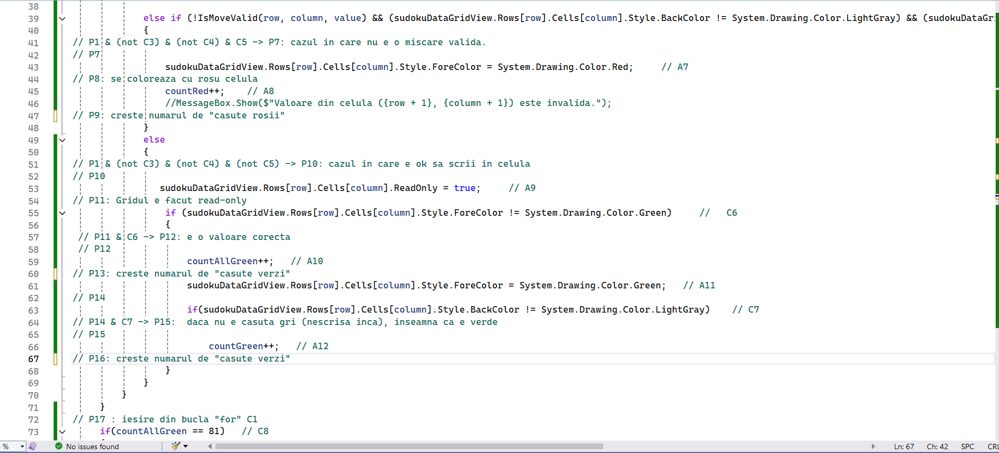 38
39 else if (!IsMoveValid(row, column, value) && (sudokuDataGridView.Rows[row].Cells[column].Style.BackColor != System.Drawing.Color.LightGray) && (sudokuDataGr
40 {
41 // P1 & (not C3) & (not C4) & C5 -> P7: cazul in care nu e o miscare valida.
42 // P7
43 sudokuDataGridView.Rows[row].Cells[column].Style.ForeColor = System.Drawing.Color.Red; // A7
44 // P8: se coloreaza cu rosu celula
45 countRed++; // A8
46 //MessageBox.Show($"Valoare din celula ({row + 1}, {column + 1}) este invalida.");
47 // P9: creste numarul de "casute rosii"
48 }
49 else
50 {
51 // P1 & (not C3) & (not C4) & (not C5) -> P10: cazul in care e ok sa scrii in celula
52 // P10
53 sudokuDataGridView.Rows[row].Cells[column].ReadOnly = true; // A9
54 // P11: Gridul e facut read-only
55 if (sudokuDataGridView.Rows[row].Cells[column].Style.ForeColor != System.Drawing.Color.Green) // C6
56 {
57 // P11 & C6 -> P12: e o valoare corecta
58 // P12
59 countAllGreen++; // A10
60 // P13: creste numarul de "casute verzi"
61 sudokuDataGridView.Rows[row].Cells[column].Style.ForeColor = System.Drawing.Color.Green; // A11
62 // P14
63 if(sudokuDataGridView.Rows[row].Cells[column].Style.BackColor != System.Drawing.Color.LightGray) // C7
64 // P14 & C7 -> P15: daca nu e casuta gri (nescrisa inca), inseamna ca e verde
65 // P15
66 countGreen++; // A12
67 // P16: creste numarul de "casute verzi"
68 }
69 }
70 }
71 }
72 // P17 : iesire din bucla "for" C1
73 if(countAllGreen == 81) // C8
% No issues found Ln: 67 Ch: 42 SPC CRL